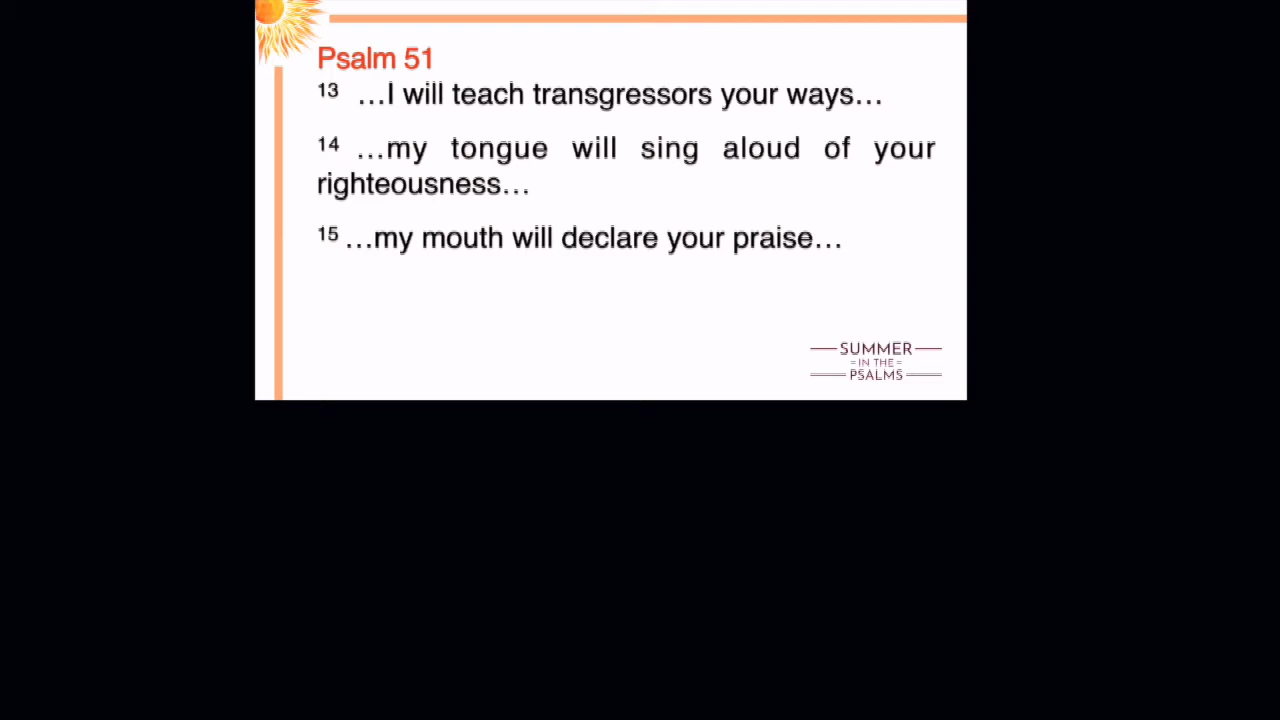 Psalm 51
13 …I will teach transgressors your ways…
14 …my tongue will sing aloud of your
righteousness…
15 …my mouth will declare your praise…
SUMMER
IN THE
PSALMS